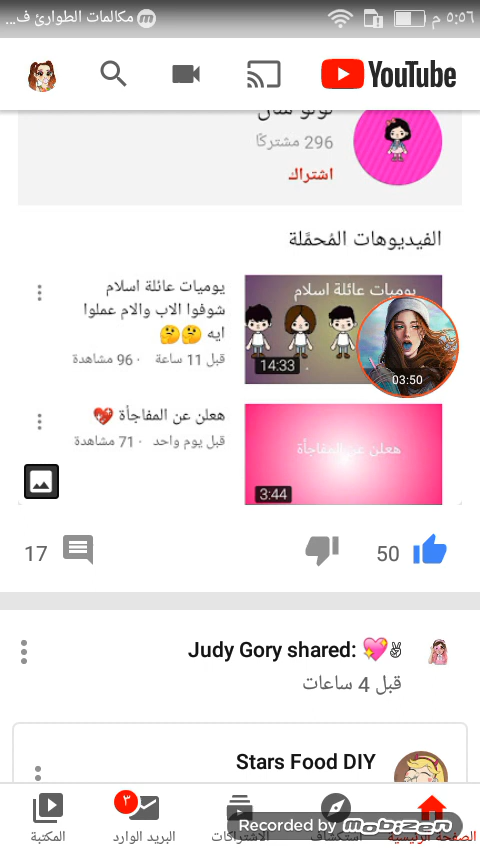 مكالمات الطوارئ ف...
٥:٥٦ م
YouTube
توتو شان
296 مشتركًا
اشتراك
الفيديوهات المُحمَّلة
يوميات عائلة اسلام
شوفوا الاب والام عملوا
ايه 🤔🤔
قبل 11 ساعة · 96 مشاهدة
يوميات عائلة اسلام
14:33
03:50
هعلن عن المفاجأة 💖
قبل يوم واحد · 71 مشاهدة
هعلن عن المفاجأة
3:44
50
17
Judy Gory shared: 💖✌
قبل 4 ساعات
Stars Food DIY
الصفحة الرئيسية
استكشاف
الاشتراكات
٣
البريد الوارد
المكتبة
Recorded by mobizen